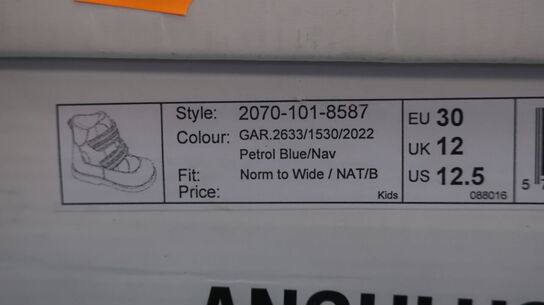 Style: 2070-101-8587
Colour: GAR.2633/1530/2022
Petrol Blue/Nav
Fit: Norm to Wide / NAT/B
Price:
Kids
EU 30
UK 12
US 12.5
088016
5